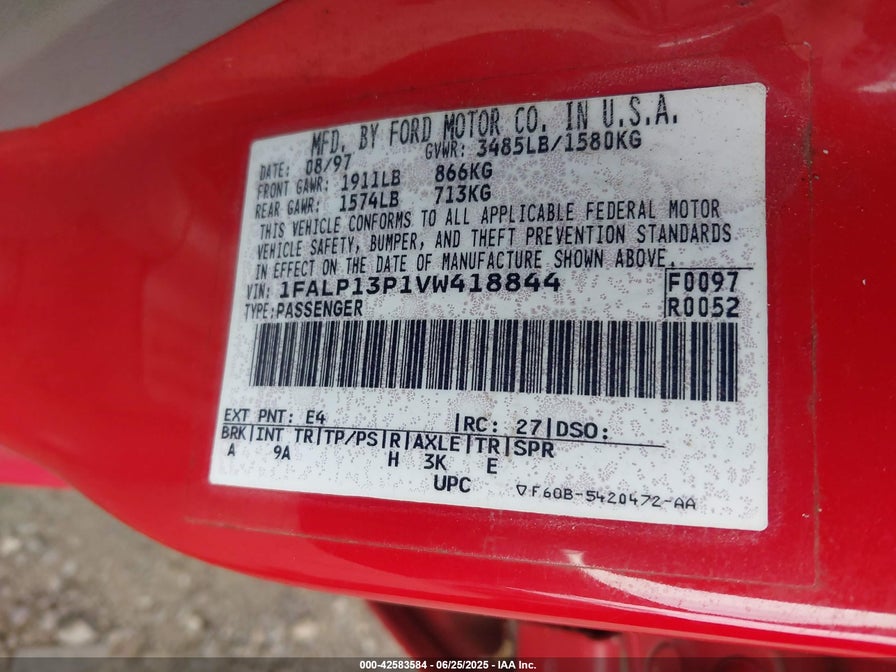 MFD. BY FORD MOTOR CO. IN U.S.A.
DATE: 08/97 GVWR: 3485LB/1580KG
FRONT GAWR: 1911LB 866KG
REAR GAWR: 1574LB 713KG
THIS VEHICLE CONFORMS TO ALL APPLICABLE FEDERAL MOTOR
VEHICLE SAFETY, BUMPER, AND THEFT PREVENTION STANDARDS
IN EFFECT ON THE DATE OF MANUFACTURE SHOWN ABOVE.
VIN: 1FALP13P1VW418844 F0097
TYPE: PASSENGER R0052
EXT PNT: E4 |RC: 27|DSO:
BRK|INT TR|TP/PS|R|AXLE|TR|SPR
A 9A H 3K E
UPC ▽F60B-5420472-AA
000-42583584 - 06/25/2025 - IAA Inc.